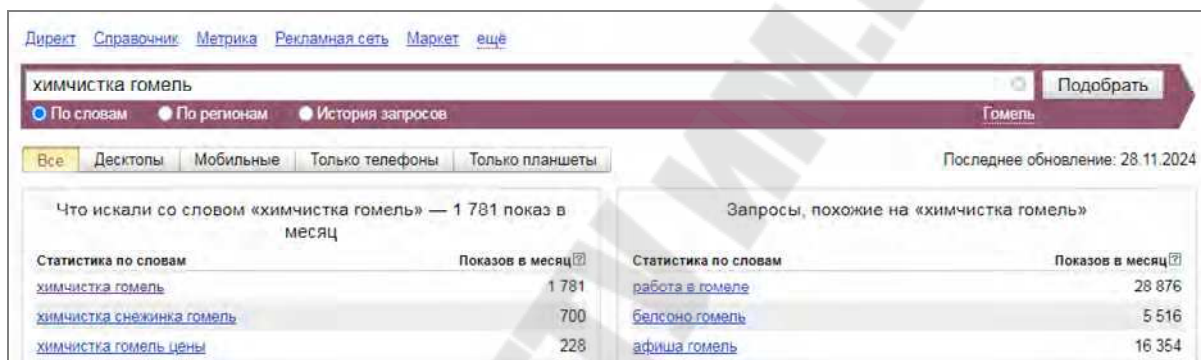 Директ Справочник Метрика Рекламная сеть Маркет ещё
химчистка гомель Подобрать
По словам По регионам История запросов Гомель
Все Десктопы Мобильные Только телефоны Только планшеты Последнее обновление: 28.11.2024
Что искали со словом «химчистка гомель» — 1 781 показ в
месяц
Статистика по словам Показов в месяц
химчистка гомель 1 781
химчистка снежинка гомель 700
химчистка гомель цены 228
Запросы, похожие на «химчистка гомель»
Статистика по словам Показов в месяц
работа в гомеле 28 876
белсоно гомель 5 516
афиша гомель 16 354